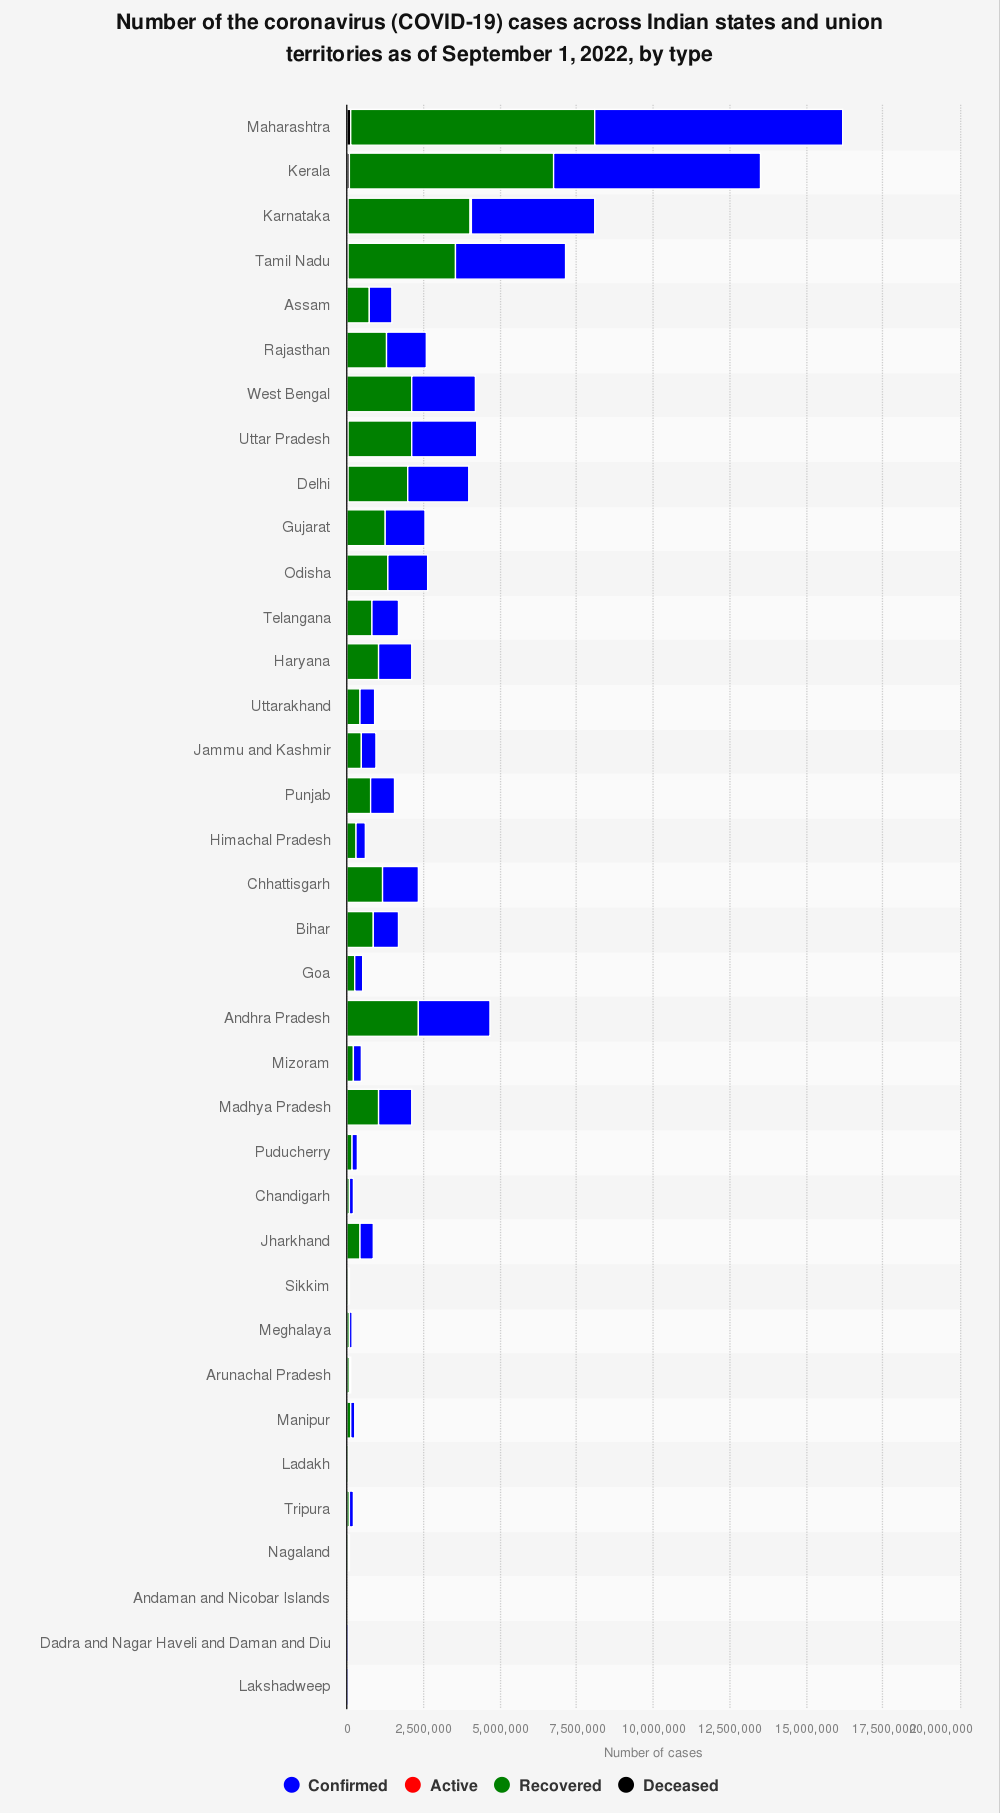 Number of the coronavirus (COVID-19) cases across Indian states and union
territories as of September 1, 2022, by type
Maharashtra
Kerala
Karnataka
Tamil Nadu
Assam
Rajasthan
West Bengal
Uttar Pradesh
Delhi
Gujarat
Odisha
Telangana
Haryana
Uttarakhand
Jammu and Kashmir
Punjab
Himachal Pradesh
Chhattisgarh
Bihar
Goa
Andhra Pradesh
Mizoram
Madhya Pradesh
Puducherry
Chandigarh
Jharkhand
Sikkim
Meghalaya
Arunachal Pradesh
Manipur
Ladakh
Tripura
Nagaland
Andaman and Nicobar Islands
Dadra and Nagar Haveli and Daman and Diu
Lakshadweep
0 2,500,000 5,000,000 7,500,000 10,000,000 12,500,000 15,000,000 17,500,000 20,000,000
Number of cases
Confirmed Active Recovered Deceased